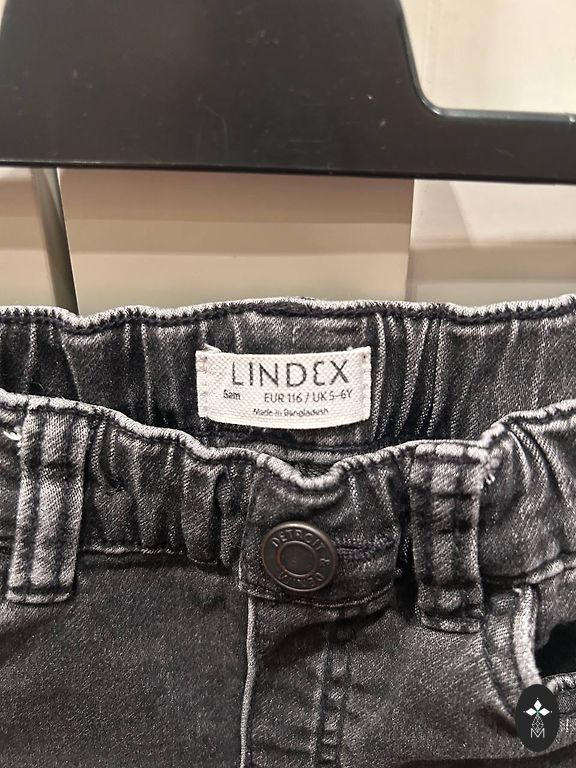 LINDEX
Sam EUR 116 / UK 5-6Y
Made in Bangladesh
DETROIT &
M